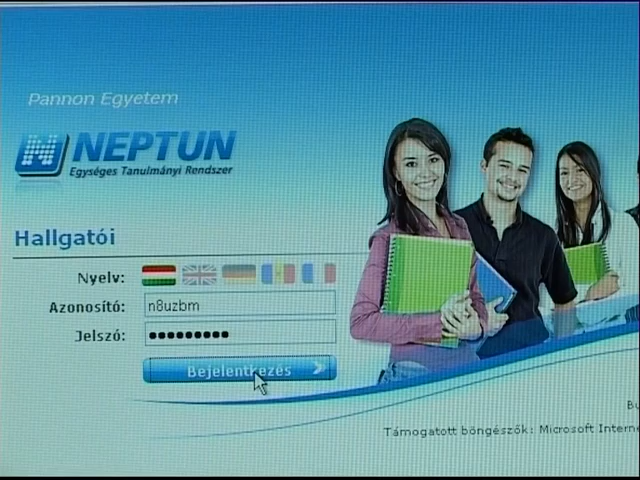 Pannon Egyetem
NEPTUN
Egységes Tanulmányi Rendszer
Hallgatói
Nyelv:
Azonosító: n8uzbm
Jelszó: •••••••••
Bejelentkezés
Támogatott böngészők: Microsoft